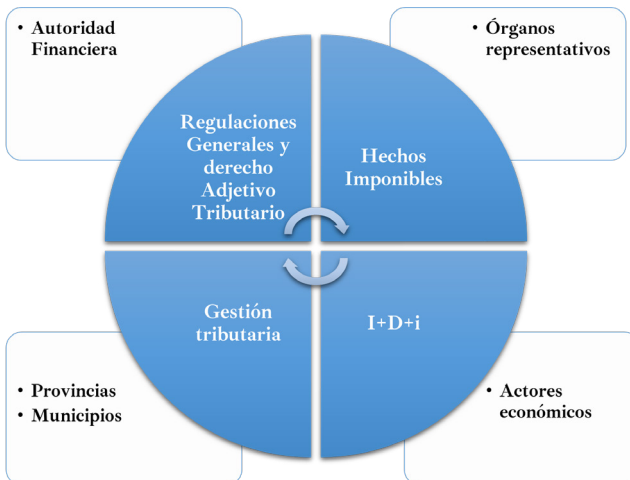 • Autoridad
Financiera
• Órganos
representativos
Regulaciones
Generales y
derecho
Adjetivo
Tributario
Hechos
Imponibles
Gestión
tributaria
I+D+i
• Provincias
• Municipios
• Actores
económicos